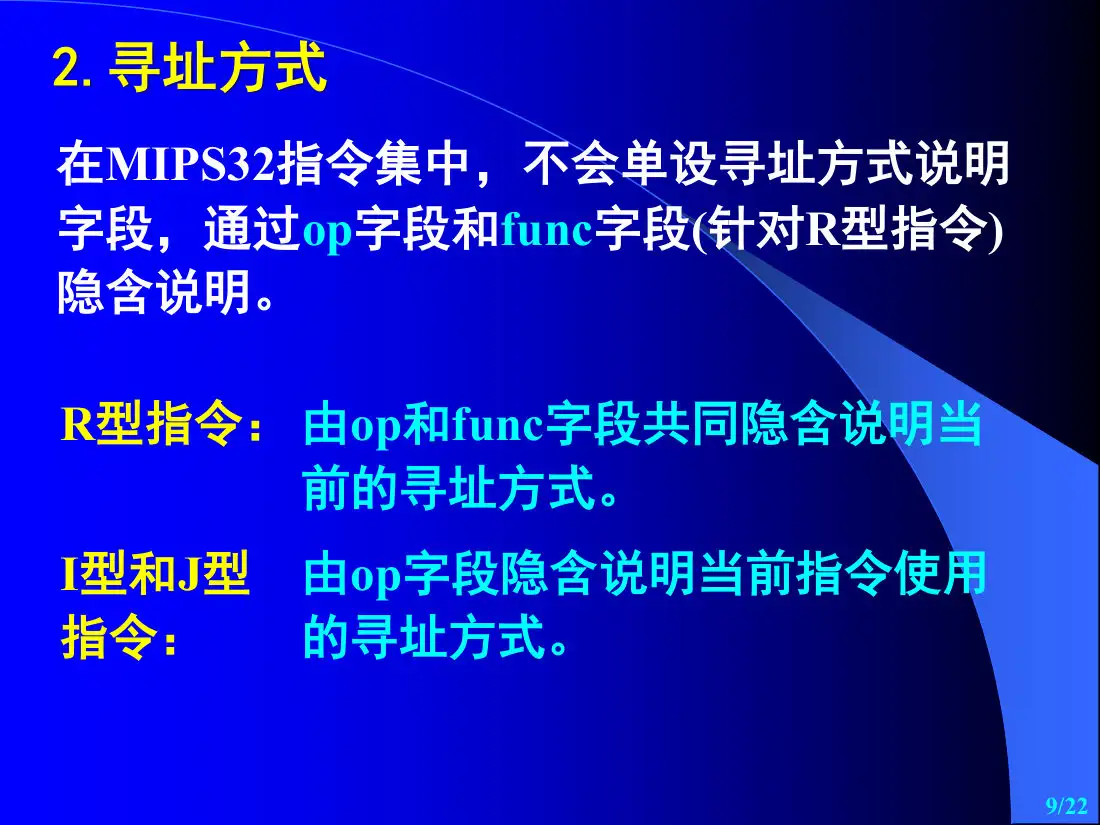 2.寻址方式
在MIPS32指令集中，不会单设寻址方式说明
字段，通过op字段和func字段(针对R型指令)
隐含说明。
R型指令： 由op和func字段共同隐含说明当
前的寻址方式。
I型和J型 由op字段隐含说明当前指令使用
指令： 的寻址方式。
9/22